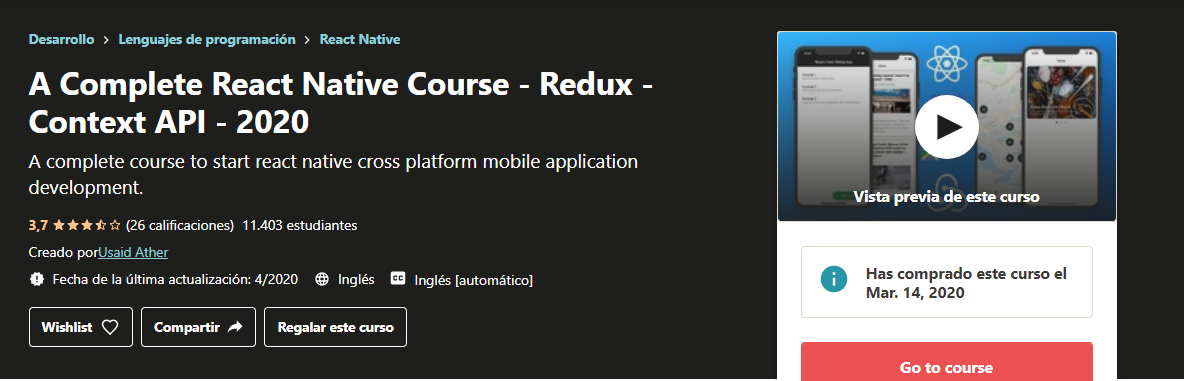 Desarrollo > Lenguajes de programación > React Native
A Complete React Native Course - Redux -
Context API - 2020
A complete course to start react native cross platform mobile application
development.
3,7 (26 calificaciones) 11.403 estudiantes
Creado porUsaid Ather
Fecha de la última actualización: 4/2020 Inglés CC Inglés [automático]
Wishlist Compartir Regalar este curso
Vista previa de este curso
Has comprado este curso el
Mar. 14, 2020
Go to course